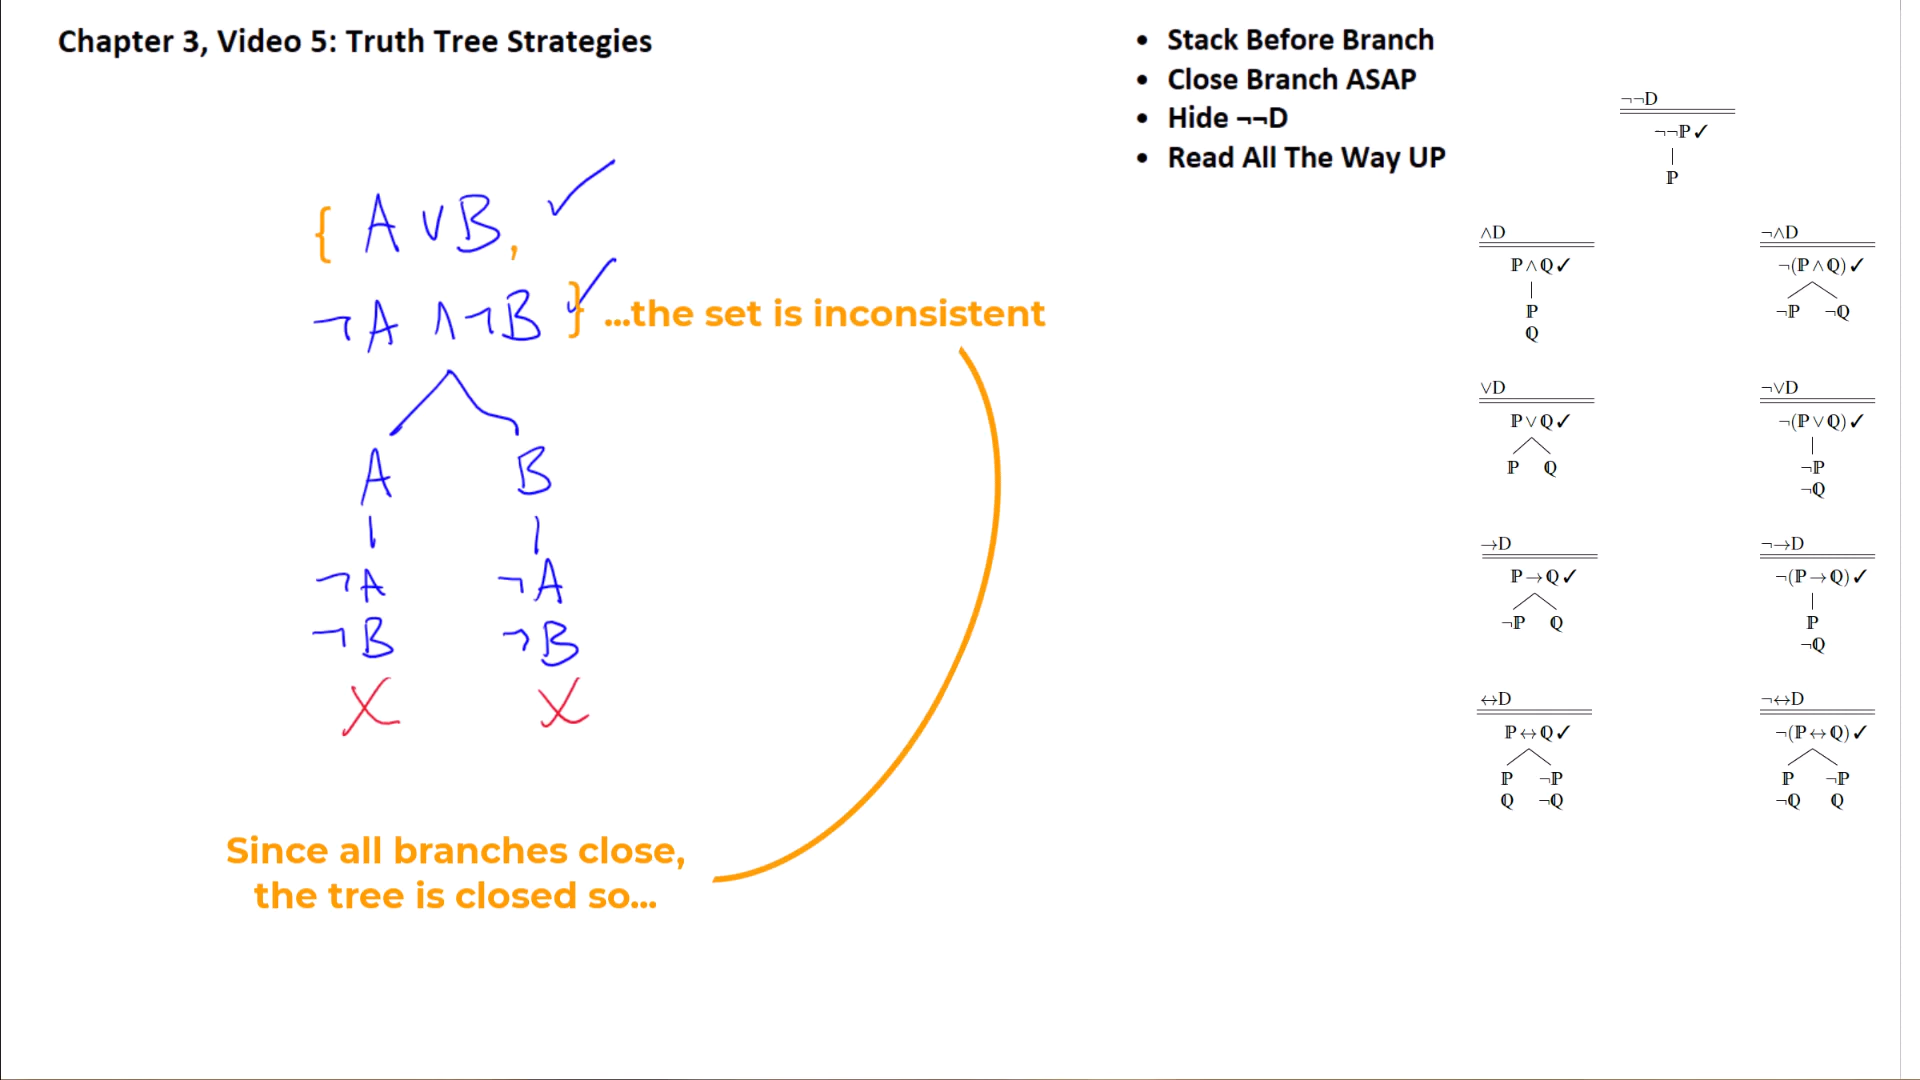 Chapter 3, Video 5: Truth Tree Strategies
• Stack Before Branch
• Close Branch ASAP
• Hide ¬¬D
• Read All The Way UP
{ A ∨ B, ✓
¬A ∧ ¬B } ✓ ...the set is inconsistent
A B
¬A ¬A
¬B ¬B
X X
Since all branches close,
the tree is closed so...
¬¬D
¬¬ℙ✓
ℙ
∧D ¬∧D
ℙ∧ℚ✓ ¬(ℙ∧ℚ)✓
ℙ ¬ℙ ¬ℚ
ℚ
∨D ¬∨D
ℙ∨ℚ✓ ¬(ℙ∨ℚ)✓
ℙ ℚ ¬ℙ
¬ℚ
→D ¬→D
ℙ→ℚ✓ ¬(ℙ→ℚ)✓
¬ℙ ℚ ℙ
¬ℚ
↔D ¬↔D
ℙ↔ℚ✓ ¬(ℙ↔ℚ)✓
ℙ ¬ℙ ℙ ¬ℙ
ℚ ¬ℚ ¬ℚ ℚ